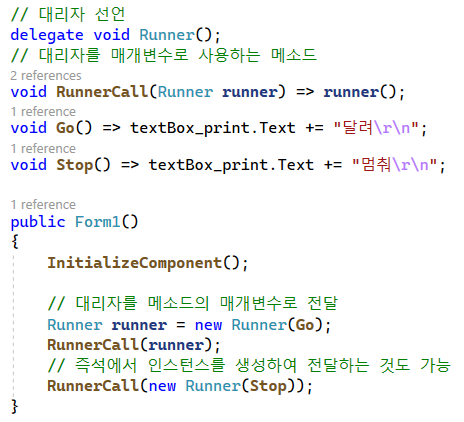 // 대리자 선언
delegate void Runner();
// 대리자를 매개변수로 사용하는 메소드
2 references
void RunnerCall(Runner runner) => runner();
1 reference
void Go() => textBox_print.Text += "달려\r\n";
1 reference
void Stop() => textBox_print.Text += "멈춰\r\n";
1 reference
public Form1()
{
    InitializeComponent();
    // 대리자를 메소드의 매개변수로 전달
    Runner runner = new Runner(Go);
    RunnerCall(runner);
    // 즉석에서 인스턴스를 생성하여 전달하는 것도 가능
    RunnerCall(new Runner(Stop));
}